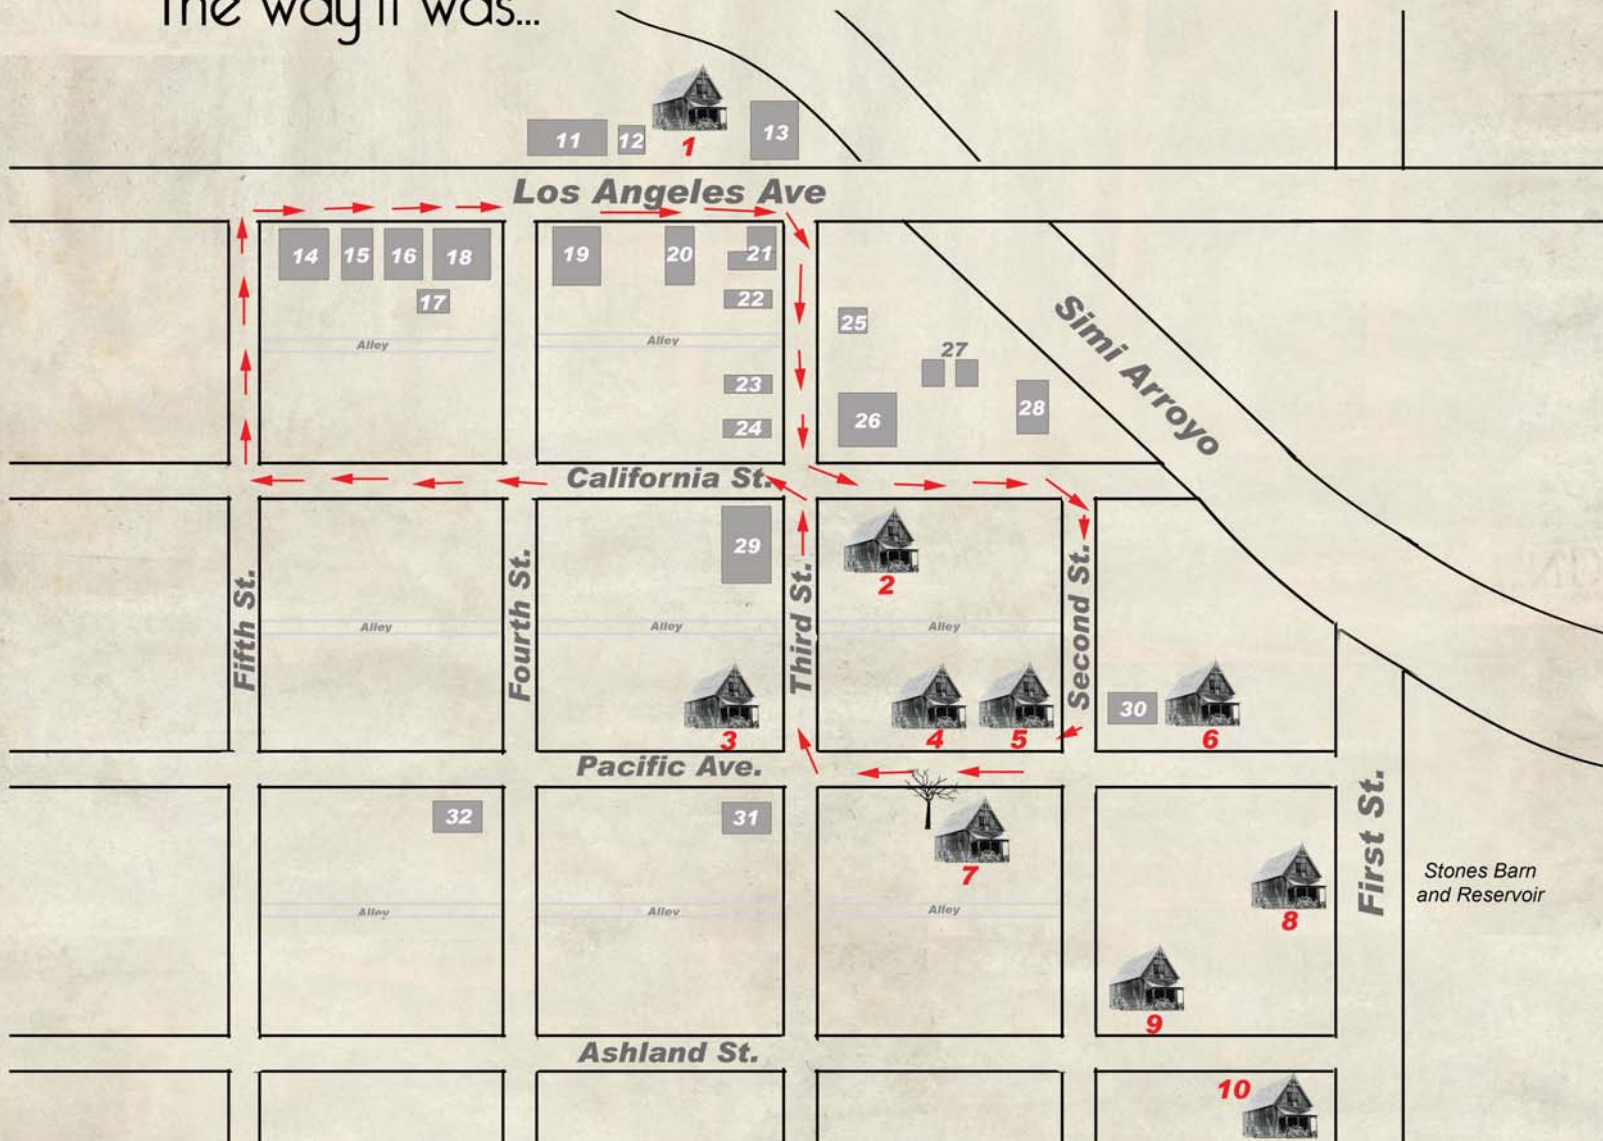 The way it was...
11
12
1
13
Los Angeles Ave
14
15
16
18
17
Alley
19
20
21
22
Alley
23
24
25
27
26
28
Simi Arroyo
California St.
Fifth St.
Fourth St.
Third St.
Second St.
First St.
29
2
Alley
Alley
Alley
3
4
5
30
6
Pacific Ave.
32
31
7
8
Stones Barn
and Reservoir
Alley
Alley
Alley
9
Ashland St.
10